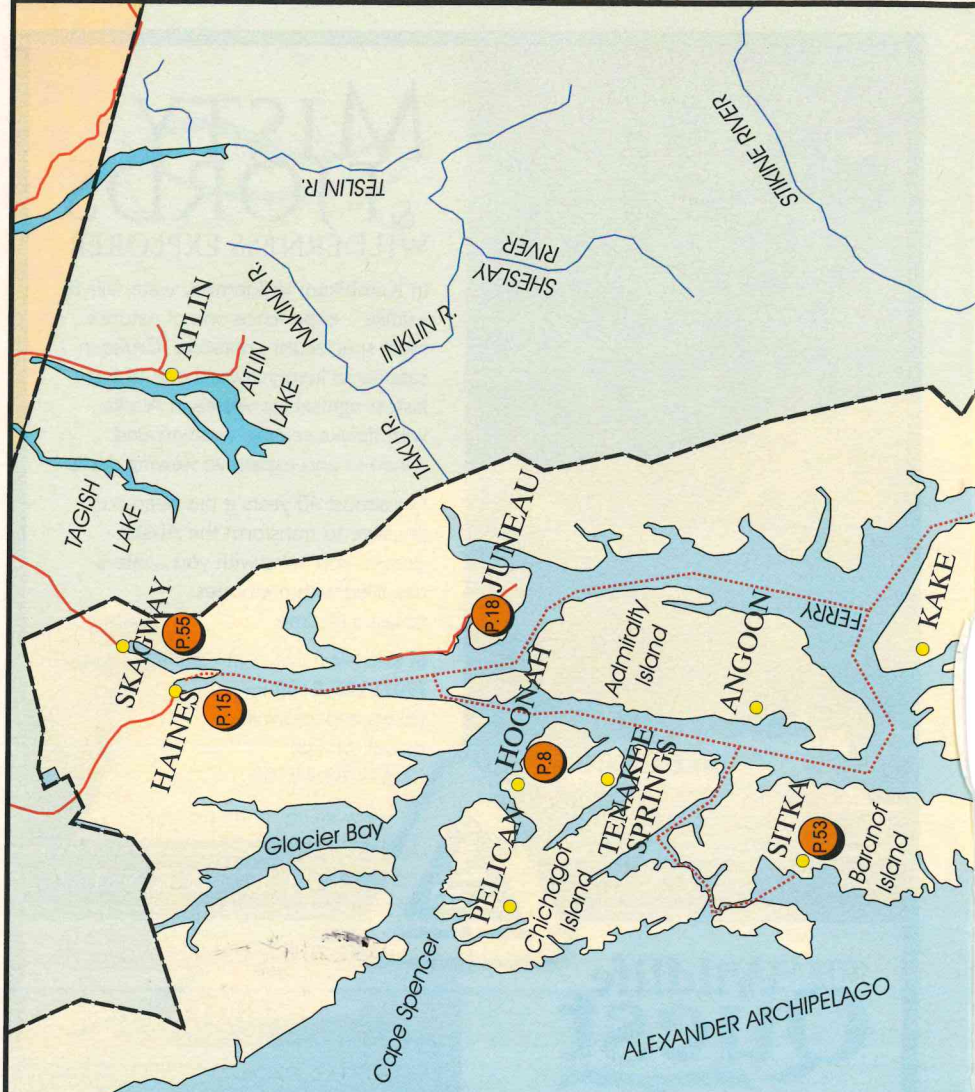 TESLIN R.
STIKINE RIVER
SHESLAY
RIVER
NAKINA R.
INKLIN R.
ATLIN
ATLIN
LAKE
TAKU R.
TAGISH
LAKE
SKAGWAY
P.55
HAINES
P.15
JUNEAU
P.18
Glacier Bay
HOONAH
P.8
PELICAN
TENAKEE
SPRINGS
Chichagof
Island
Admiralty
Island
ANGOON
FERRY
KAKE
SITKA
P.53
Baranof
Island
Cape Spencer
ALEXANDER ARCHIPELAGO